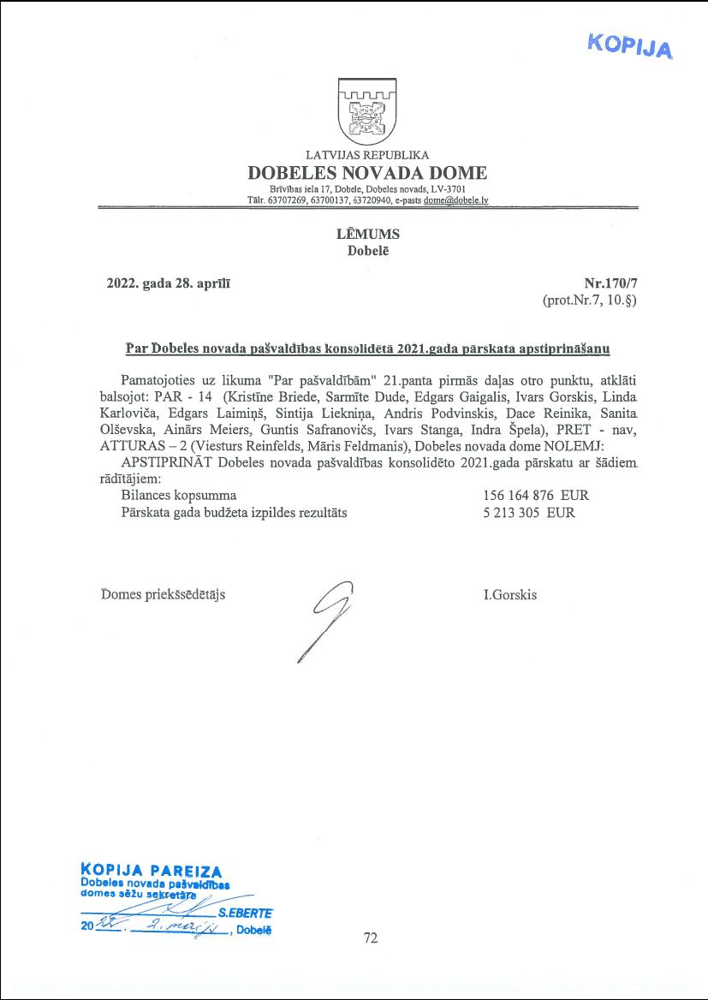 KOPIJA
LATVIJAS REPUBLIKA
DOBELES NOVADA DOME
Brīvības iela 17, Dobele, Dobeles novads, LV-3701
Tālr. 63707269, 63700137, 63720940, e-pasts dome@dobele.lv
LĒMUMS
Dobelē
2022. gada 28. aprīlī
Nr.170/7
(prot.Nr.7, 10.§)
Par Dobeles novada pašvaldības konsolidētā 2021.gada pārskata apstiprināšanu
Pamatojoties uz likuma "Par pašvaldībām" 21.panta pirmās daļas otro punktu, atklāti
balsojot: PAR - 14 (Kristīne Briede, Sarmīte Dude, Edgars Gaigalis, Ivars Gorskis, Linda
Karloviča, Edgars Laimiņš, Sintija Liekniņa, Andris Podvinskis, Dace Reinika, Sanita
Olševska, Ainārs Meiers, Guntis Safranovičs, Ivars Stanga, Indra Špela), PRET - nav,
ATTURAS – 2 (Viesturs Reinfelds, Māris Feldmanis), Dobeles novada dome NOLEMJ:
APSTIPRINĀT Dobeles novada pašvaldības konsolidēto 2021.gada pārskatu ar šādiem
rādītājiem:
Bilances kopsumma 156 164 876 EUR
Pārskata gada budžeta izpildes rezultāts 5 213 305 EUR
Domes priekšsēdētājs I.Gorskis
KOPIJA PAREIZA
Dobeles novada pašvaldības
domes sēžu sekretāre
S.EBERTE
2022. 2. maijs, Dobelē
72